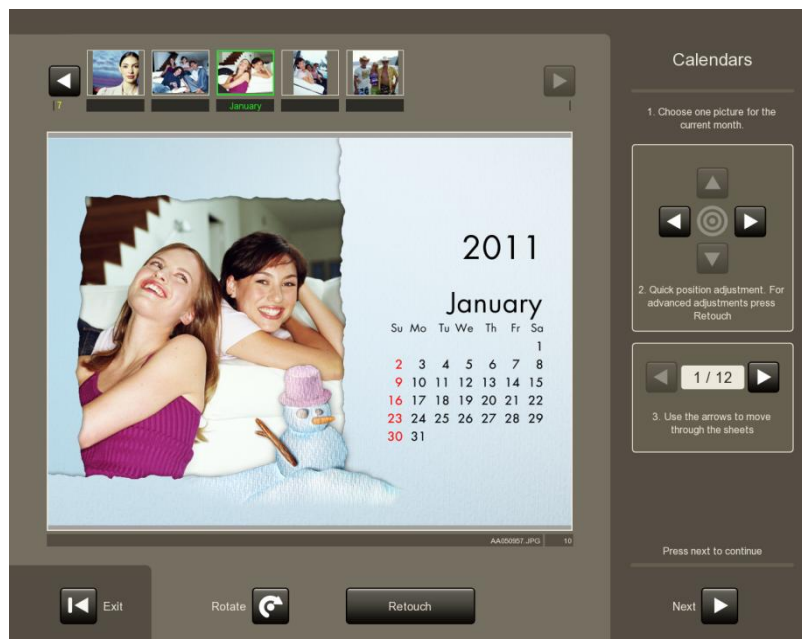 7
January
2011
January
Su Mo Tu We Th Fr Sa
1
2 3 4 5 6 7 8
9 10 11 12 13 14 15
16 17 18 19 20 21 22
23 24 25 26 27 28 29
30 31
AA050957.JPG 10
Exit
Rotate
Retouch
Calendars
1. Choose one picture for the
current month.
2. Quick position adjustment. For
advanced adjustments press
Retouch
1 / 12
3. Use the arrows to move
through the sheets
Press next to continue
Next